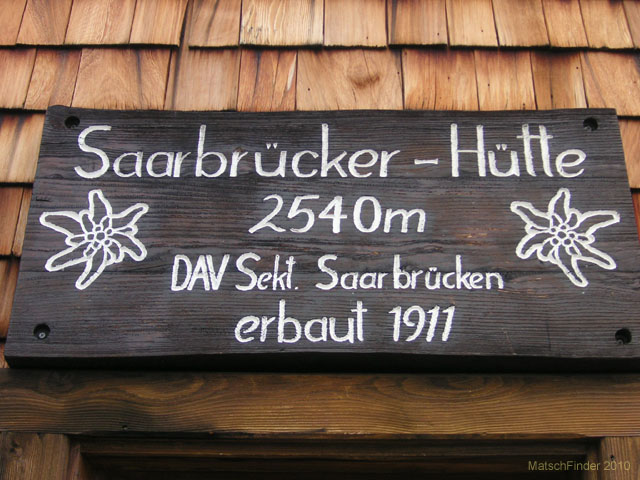 Saarbrücker - Hütte
2540m
DAV Sekt. Saarbrücken
erbaut 1911
MatschFinder 2010